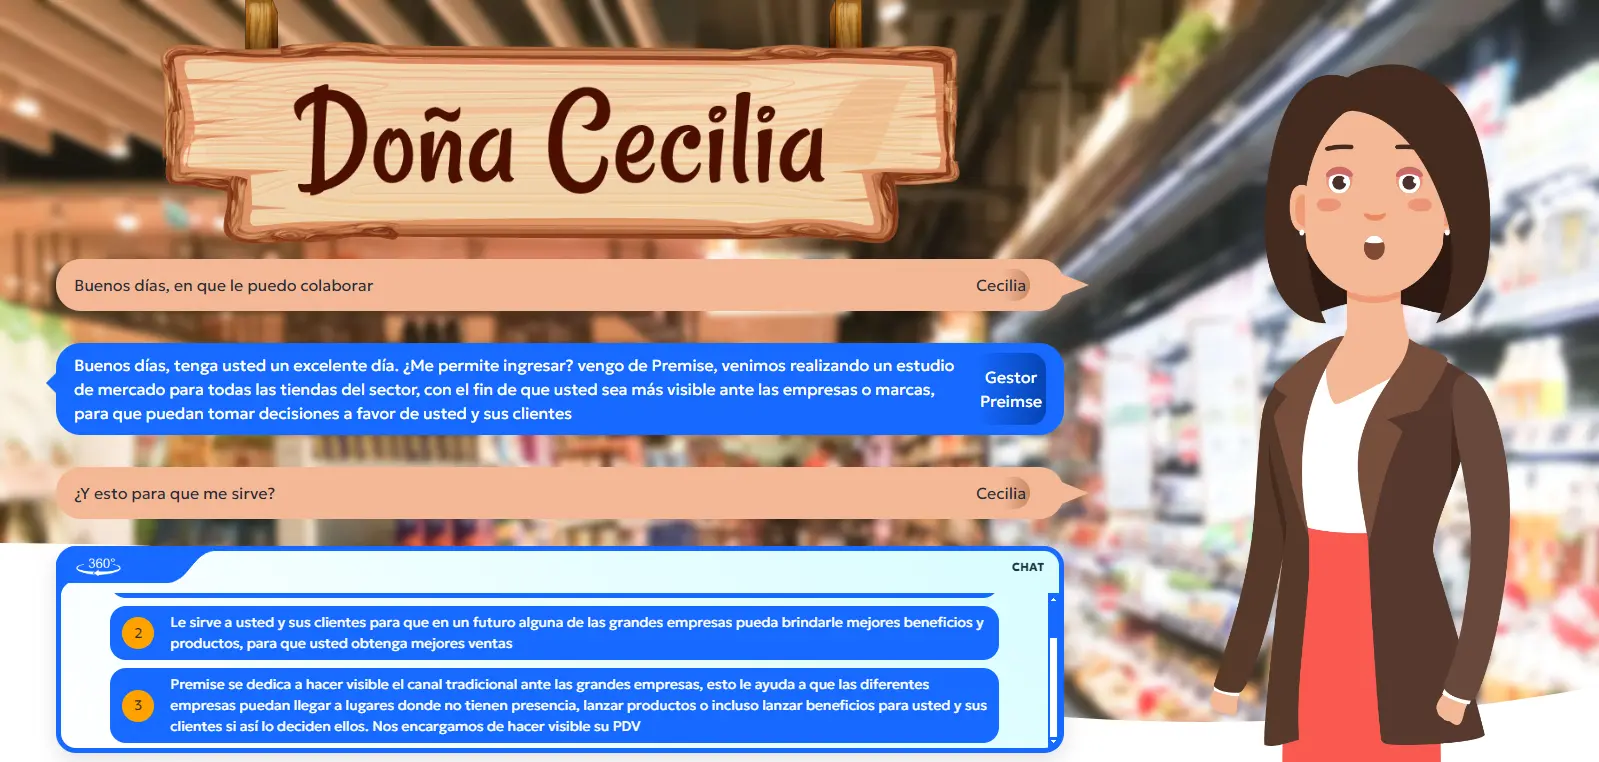 Doña Cecilia
Buenos días, en que le puedo colaborar
Cecilia
Buenos días, tenga usted un excelente día. ¿Me permite ingresar? vengo de Premise, venimos realizando un estudio
de mercado para todas las tiendas del sector, con el fin de que usted sea más visible ante las empresas o marcas,
para que puedan tomar decisiones a favor de usted y sus clientes
Gestor
Preimse
¿Y esto para que me sirve?
Cecilia
360°
CHAT
2
Le sirve a usted y sus clientes para que en un futuro alguna de las grandes empresas pueda brindarle mejores beneficios y
productos, para que usted obtenga mejores ventas
3
Premise se dedica a hacer visible el canal tradicional ante las grandes empresas, esto le ayuda a que las diferentes
empresas puedan llegar a lugares donde no tienen presencia, lanzar productos o incluso lanzar beneficios para usted y sus
clientes si así lo deciden ellos. Nos encargamos de hacer visible su PDV